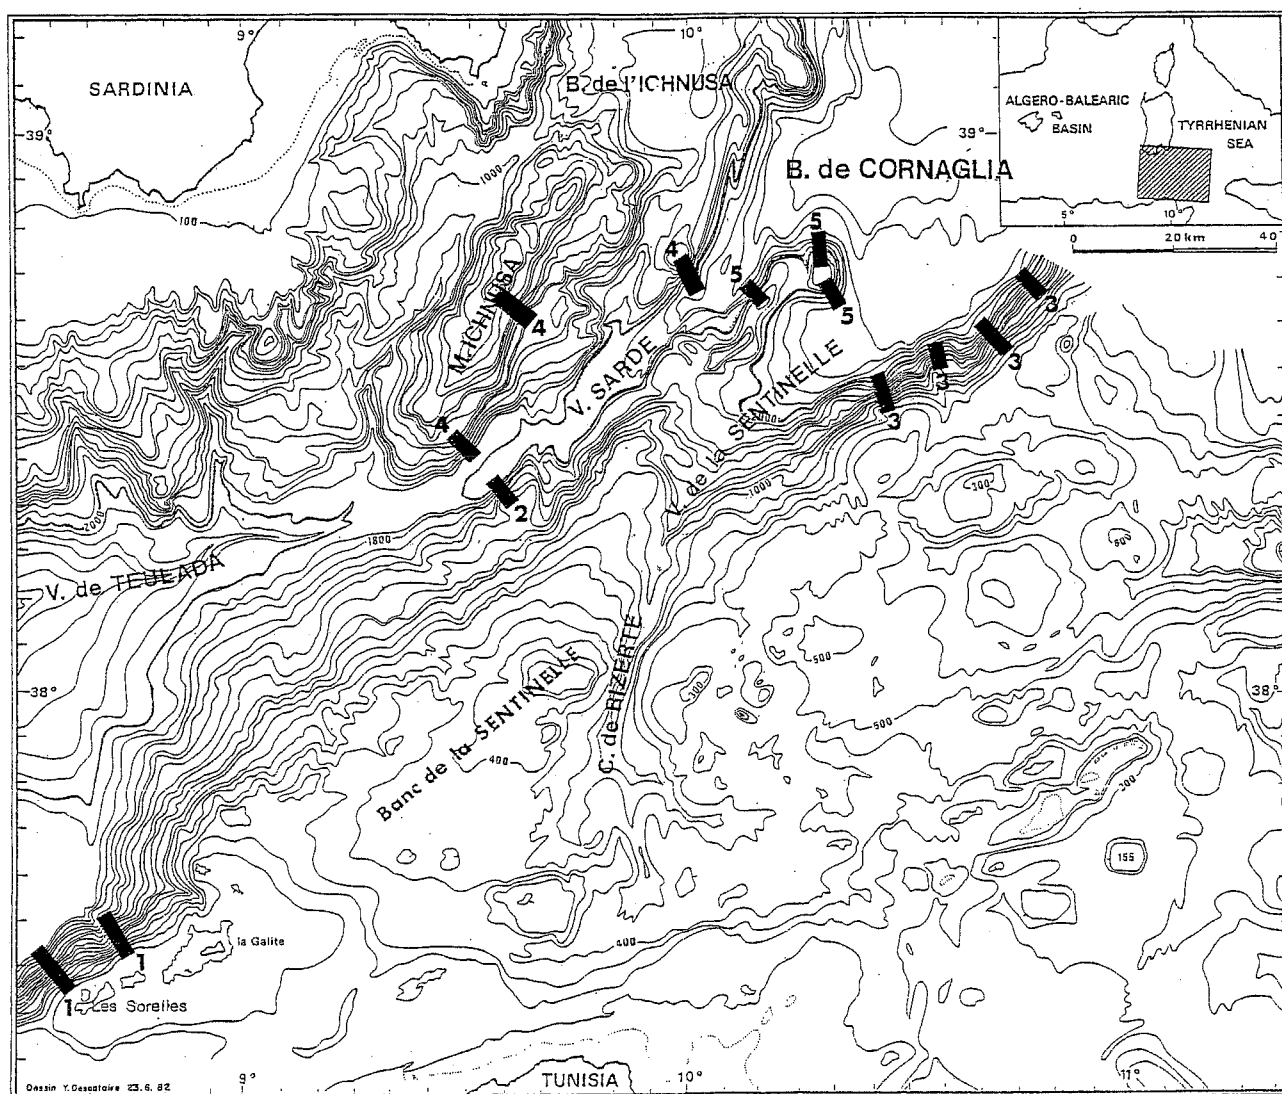 9°
10°
SARDINIA
B. de l'ICHNUSA
ALGERO-BALEARIC
BASIN
TYRRHENIAN
SEA
39°
39°
1000
B. de CORNAGLIA
100
5°
10°
0
20 km
40
5
4
5
5
3
M. ICHNUSA
4
V. SARDE
3
3
3
V. de la SENTINELLE
2000
4
1000
200
2
300
1800
600
V. de TEULADA
C. de BIZERTE
500
38°
300
38°
Banc de la SENTINELLE
500
400
300
155
1
la Galite
400
1
Les Sorelles
TUNISIA
Dessin Y. Descatoire 23.6.82
9°
10°
11°